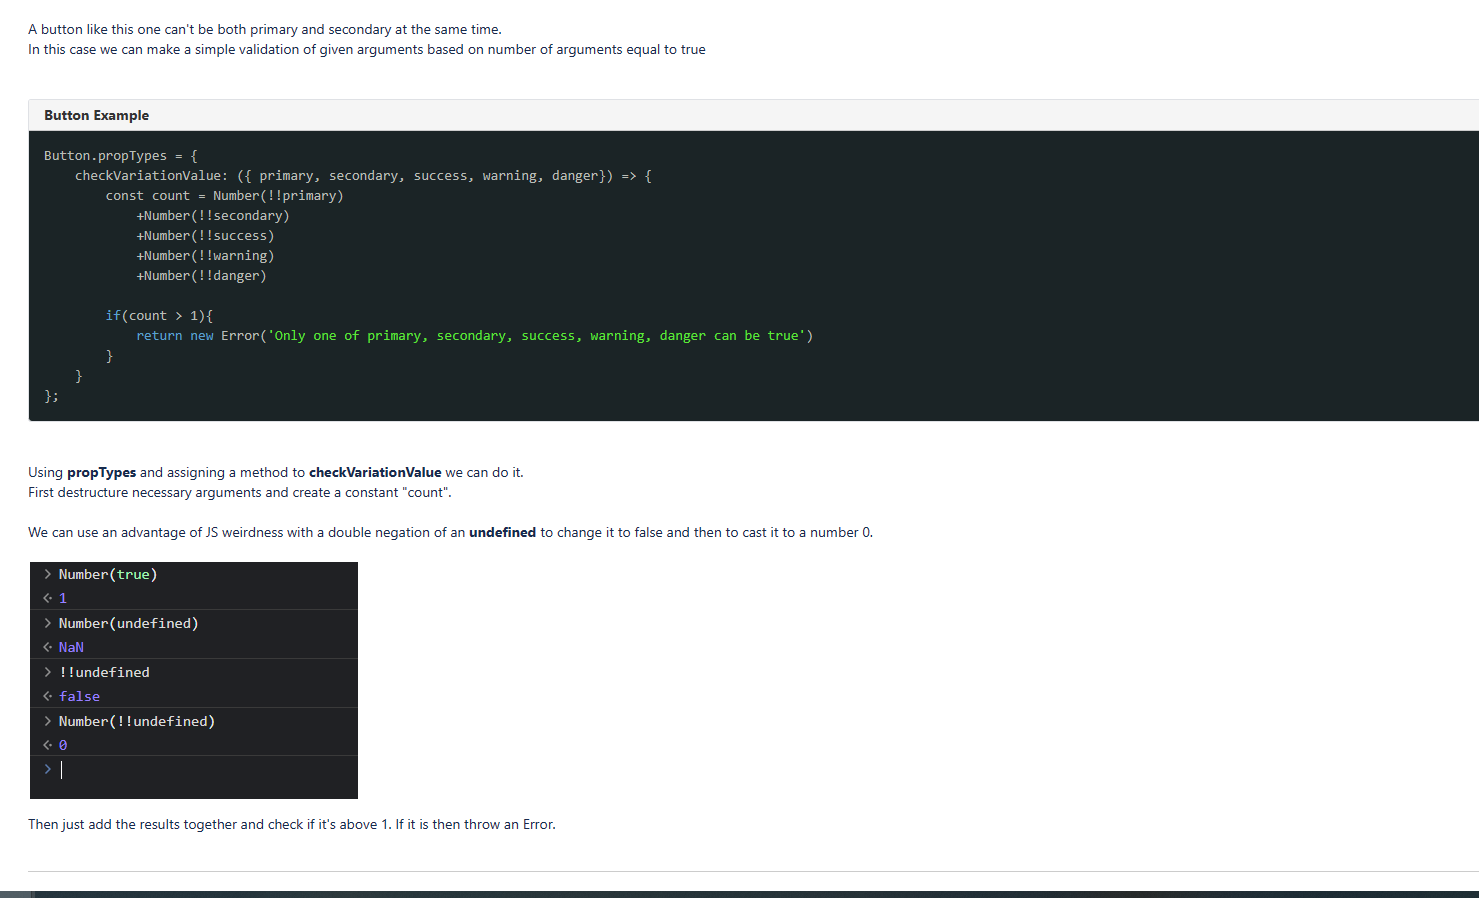 A button like this one can't be both primary and secondary at the same time.
In this case we can make a simple validation of given arguments based on number of arguments equal to true
Button Example
Button.propTypes = {
    checkVariationValue: ({ primary, secondary, success, warning, danger}) => {
        const count = Number(!!primary)
            +Number(!!secondary)
            +Number(!!success)
            +Number(!!warning)
            +Number(!!danger)
        if(count > 1){
            return new Error('Only one of primary, secondary, success, warning, danger can be true')
        }
    }
};
Using propTypes and assigning a method to checkVariationValue we can do it.
First destructure necessary arguments and create a constant "count".
We can use an advantage of JS weirdness with a double negation of an undefined to change it to false and then to cast it to a number 0.
> Number(true)
<· 1
> Number(undefined)
<· NaN
> !!undefined
<· false
> Number(!!undefined)
<· 0
>
Then just add the results together and check if it's above 1. If it is then throw an Error.